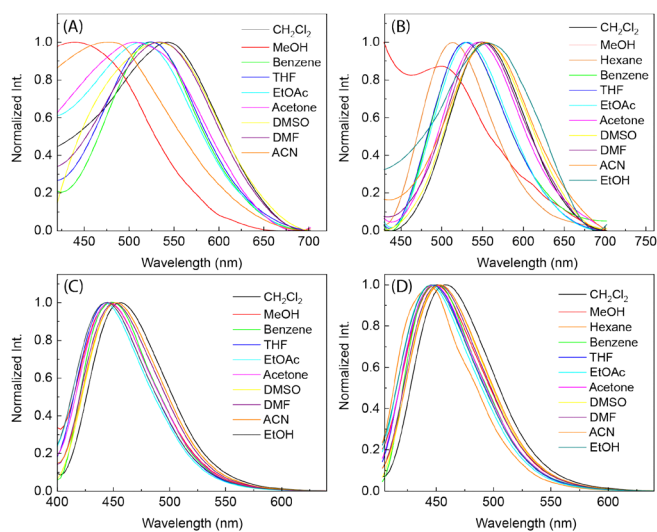 (A)
Normalized Int.
1.0
0.8
0.6
0.4
0.2
0.0
450 500 550 600 650 700
Wavelength (nm)
CH₂Cl₂
MeOH
Benzene
THF
EtOAc
Acetone
DMSO
DMF
ACN
(B)
Normalized Int.
1.0
0.8
0.6
0.4
0.2
0.0
450 500 550 600 650 700 750
Wavelength (nm)
CH₂Cl₂
MeOH
Hexane
Benzene
THF
EtOAc
Acetone
DMSO
DMF
ACN
EtOH
(C)
Normalized Int.
1.0
0.8
0.6
0.4
0.2
0.0
400 450 500 550 600
Wavelength (nm)
CH₂Cl₂
MeOH
Benzene
THF
EtOAc
Acetone
DMSO
DMF
ACN
EtOH
(D)
Normalized Int.
1.0
0.8
0.6
0.4
0.2
0.0
450 500 550 600
Wavelength (nm)
CH₂Cl₂
MeOH
Hexane
Benzene
THF
EtOAc
Acetone
DMSO
DMF
ACN
EtOH